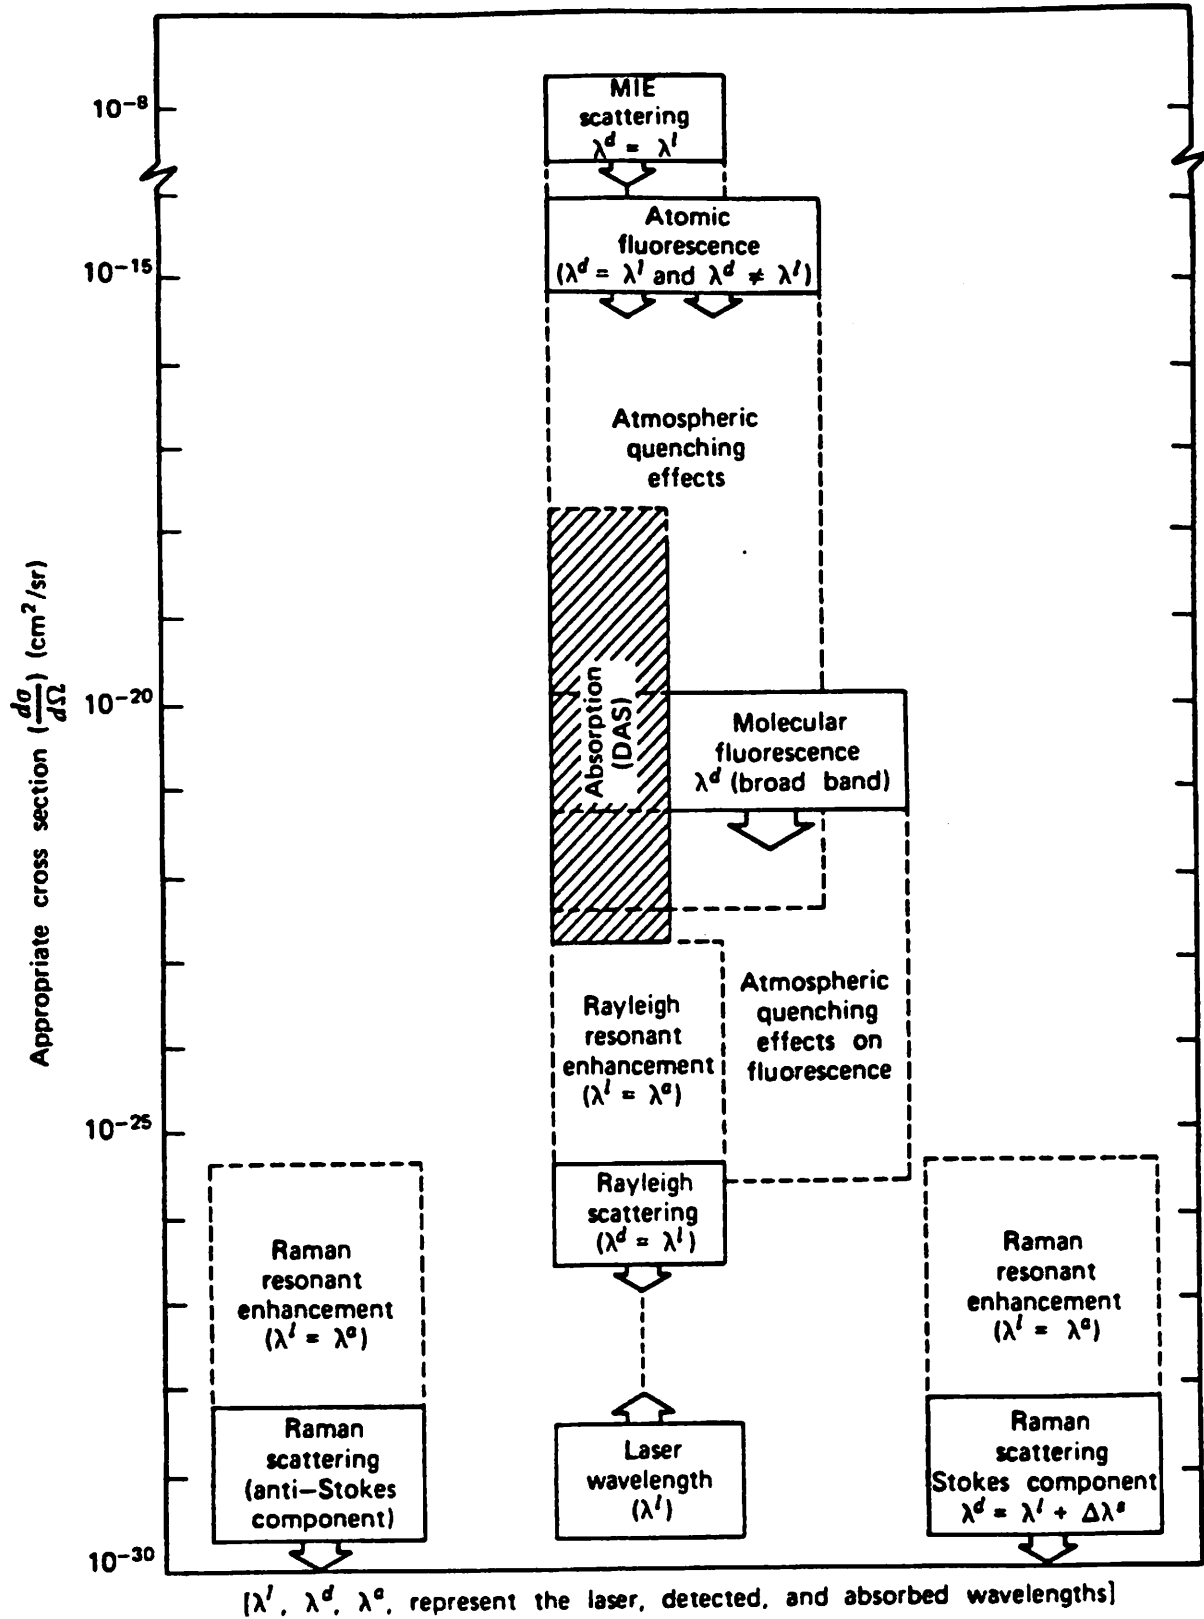 10⁻⁸
MIE
scattering
λᵈ = λˡ
Atomic
fluorescence
(λᵈ = λˡ and λᵈ ≠ λˡ)
10⁻¹⁵
Atmospheric
quenching
effects
Appropriate cross section (dσ/dΩ) (cm²/sr)
10⁻²⁰
Absorption
(DAS)
Molecular
fluorescence
λᵈ (broad band)
Rayleigh
resonant
enhancement
(λˡ = λᵃ)
Atmospheric
quenching
effects on
fluorescence
10⁻²⁵
Rayleigh
scattering
(λᵈ = λˡ)
Raman
resonant
enhancement
(λˡ = λᵃ)
Raman
resonant
enhancement
(λˡ = λᵃ)
Raman
scattering
(anti–Stokes
component)
Laser
wavelength
(λˡ)
Raman
scattering
Stokes component
λᵈ = λˡ + Δλˢ
10⁻³⁰
[λˡ, λᵈ, λᵃ, represent the laser, detected, and absorbed wavelengths]